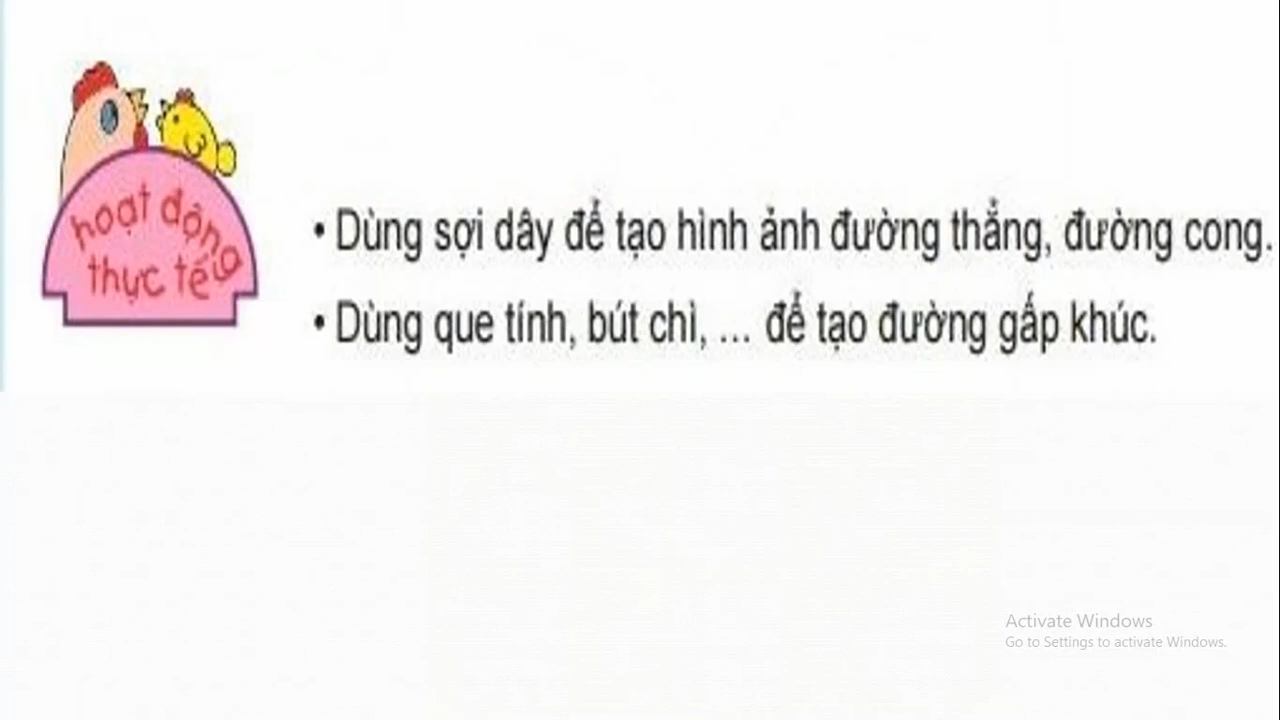 hoạt động
thực tế
• Dùng sợi dây để tạo hình ảnh đường thẳng, đường cong.
• Dùng que tính, bút chì, ... để tạo đường gấp khúc.
Activate Windows
Go to Settings to activate Windows.